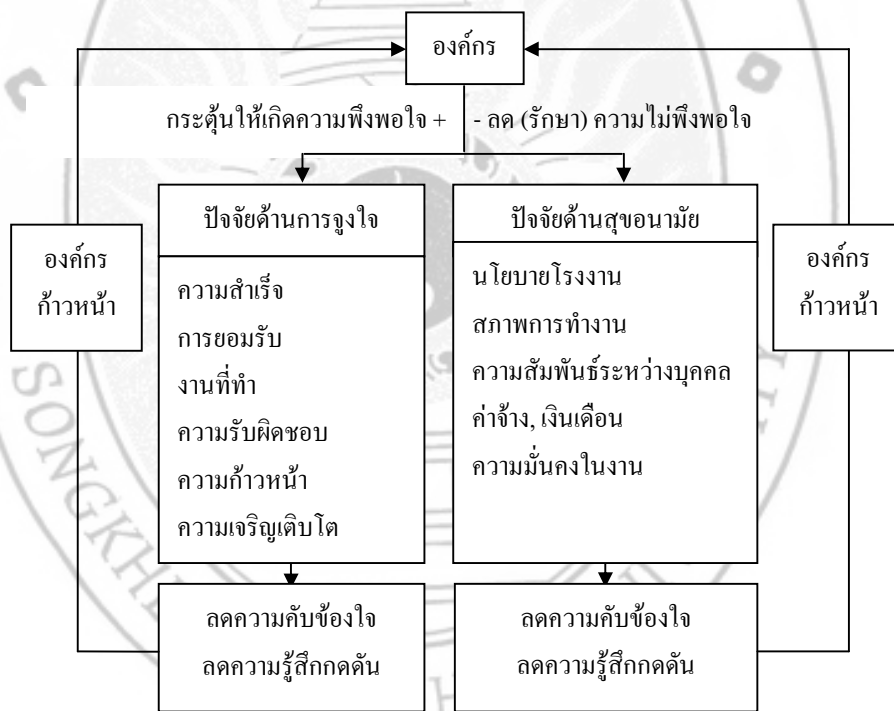 องค์กร
กระตุ้นให้เกิดความพึงพอใจ +
- ลด (รักษา) ความไม่พึงพอใจ
ปัจจัยด้านการจูงใจ
ความสำเร็จ
การยอมรับ
งานที่ทำ
ความรับผิดชอบ
ความก้าวหน้า
ความเจริญเติบโต
ปัจจัยด้านสุขอนามัย
นโยบายโรงงาน
สภาพการทำงาน
ความสัมพันธ์ระหว่างบุคคล
ค่าจ้าง, เงินเดือน
ความมั่นคงในงาน
องค์กร
ก้าวหน้า
องค์กร
ก้าวหน้า
ลดความคับข้องใจ
ลดความรู้สึกกดดัน
ลดความคับข้องใจ
ลดความรู้สึกกดดัน